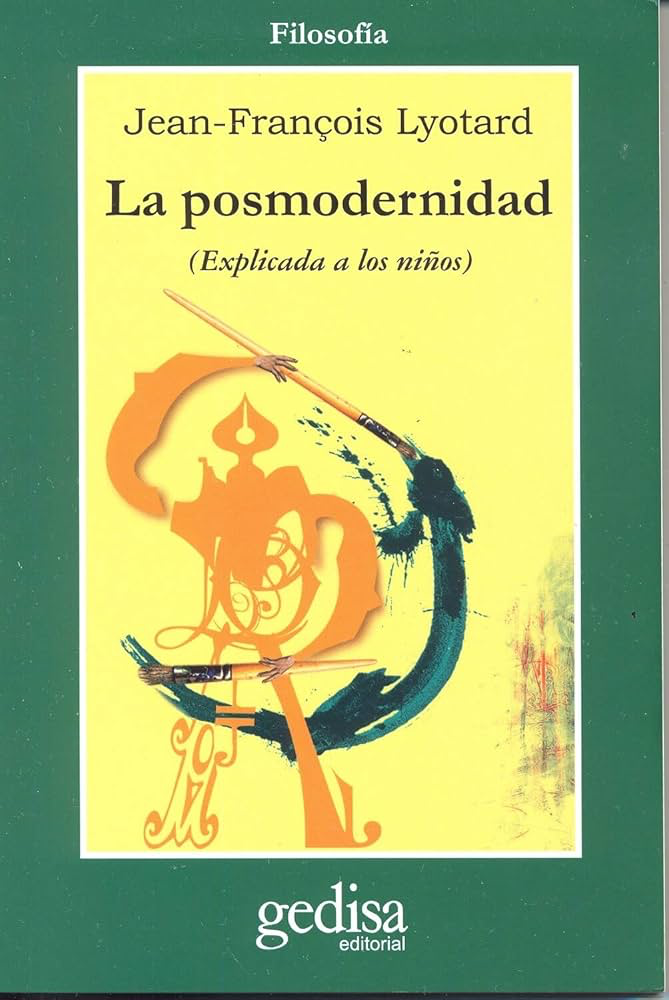 Filosofía
Jean-François Lyotard
La posmodernidad
(Explicada a los niños)
gedisa
editorial